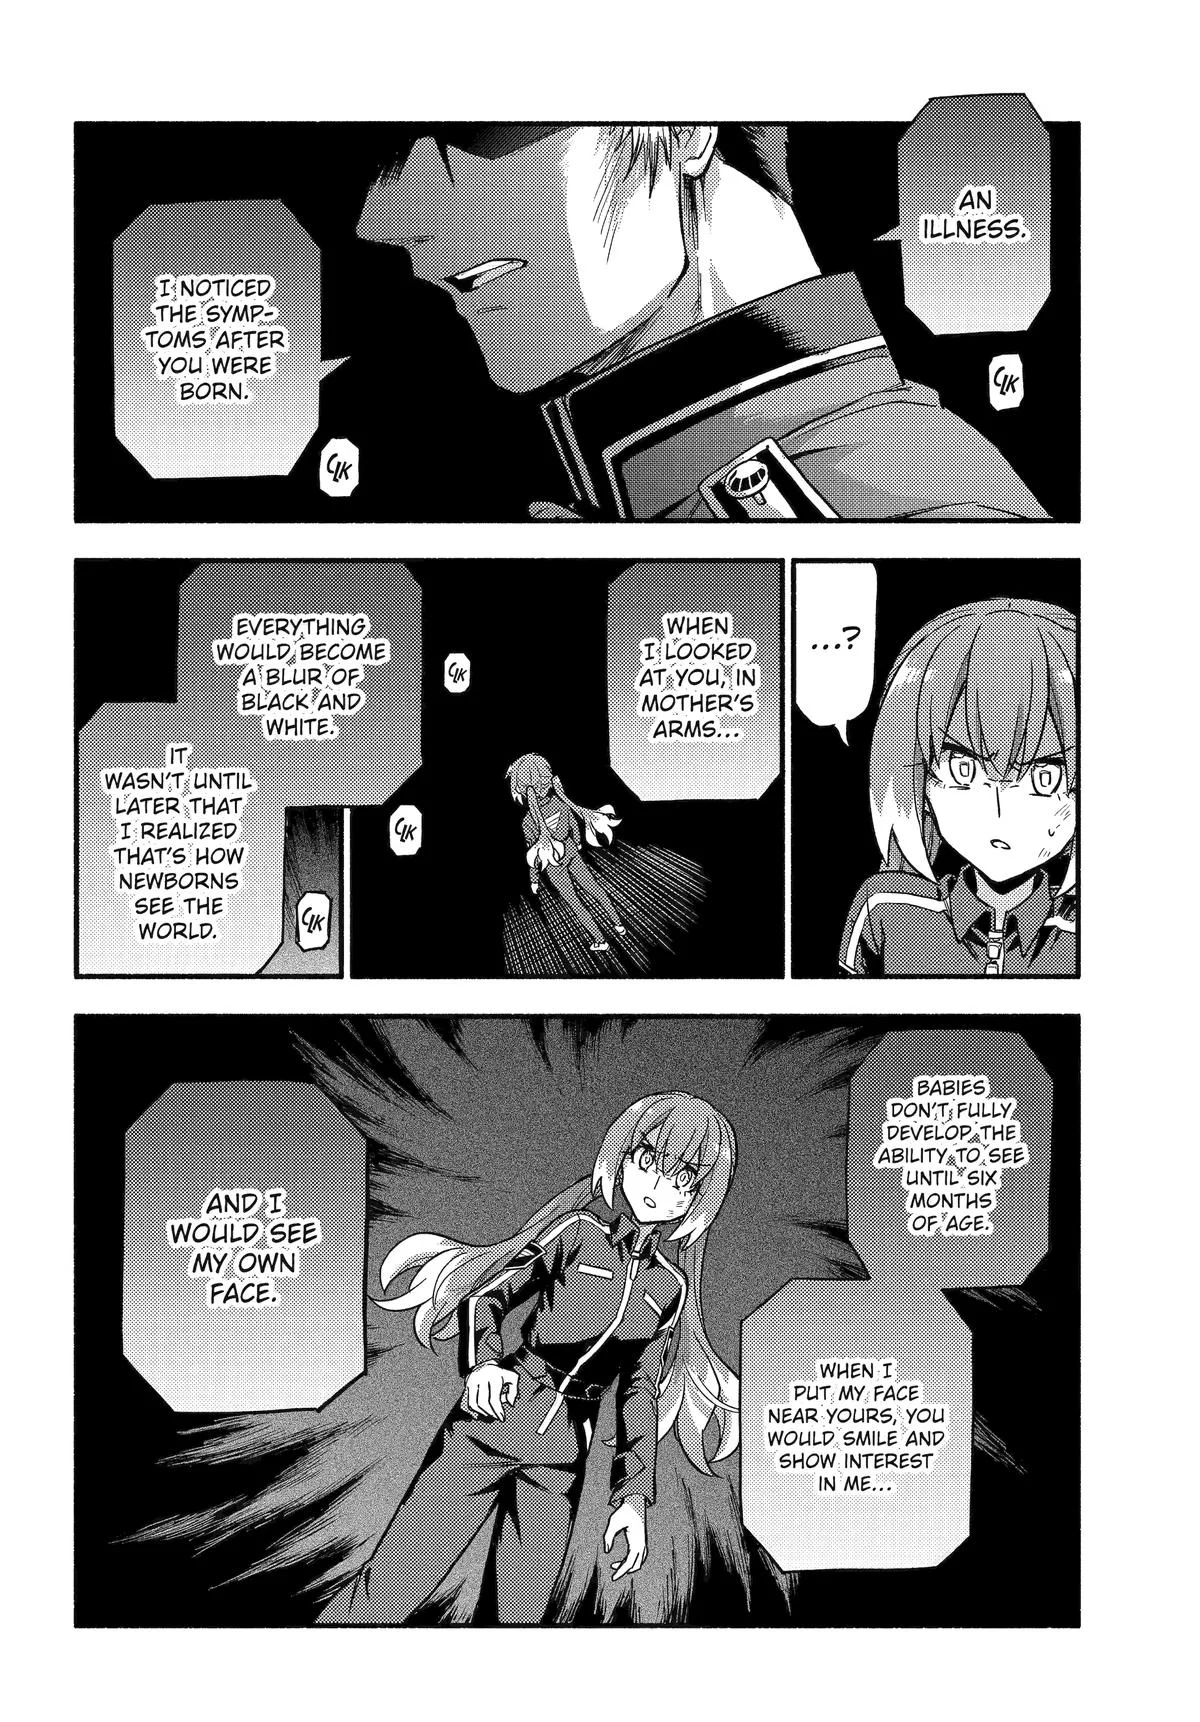 AN
ILLNESS.
CLK
I NOTICED
THE SYMP-
TOMS AFTER
YOU WERE
BORN.
CLK
...?
WHEN
I LOOKED
AT YOU, IN
MOTHER'S
ARMS...
CLK
EVERYTHING
WOULD BECOME
A BLUR OF
BLACK AND
WHITE.
CLK
IT
WASN'T UNTIL
LATER THAT
I REALIZED
THAT'S HOW
NEWBORNS
SEE THE
WORLD.
CLK
BABIES
DON'T FULLY
DEVELOP THE
ABILITY TO SEE
UNTIL SIX
MONTHS
OF AGE.
WHEN I
PUT MY FACE
NEAR YOURS, YOU
WOULD SMILE AND
SHOW INTEREST
IN ME...
AND I
WOULD SEE
MY OWN
FACE.